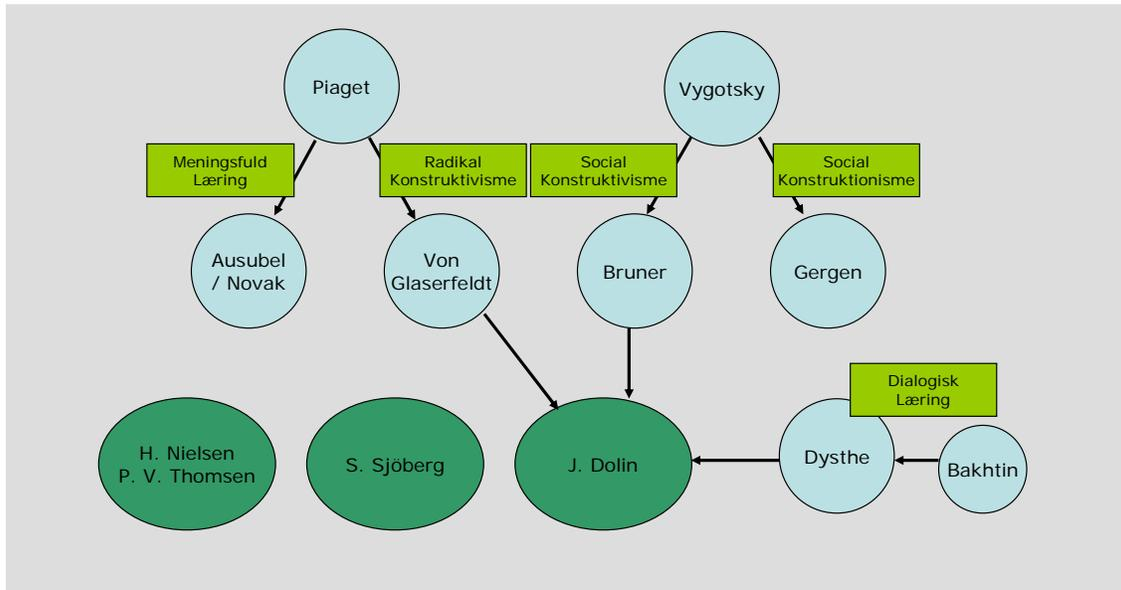 Piaget
Vygotsky
Meningsfuld
Læring
Radikal
Konstruktivisme
Social
Konstruktivisme
Social
Konstruktionisme
Ausubel
/ Novak
Von
Glaserfeldt
Bruner
Gergen
Dialogisk
Læring
H. Nielsen
P. V. Thomsen
S. Sjöberg
J. Dolin
Dysthe
Bakhtin